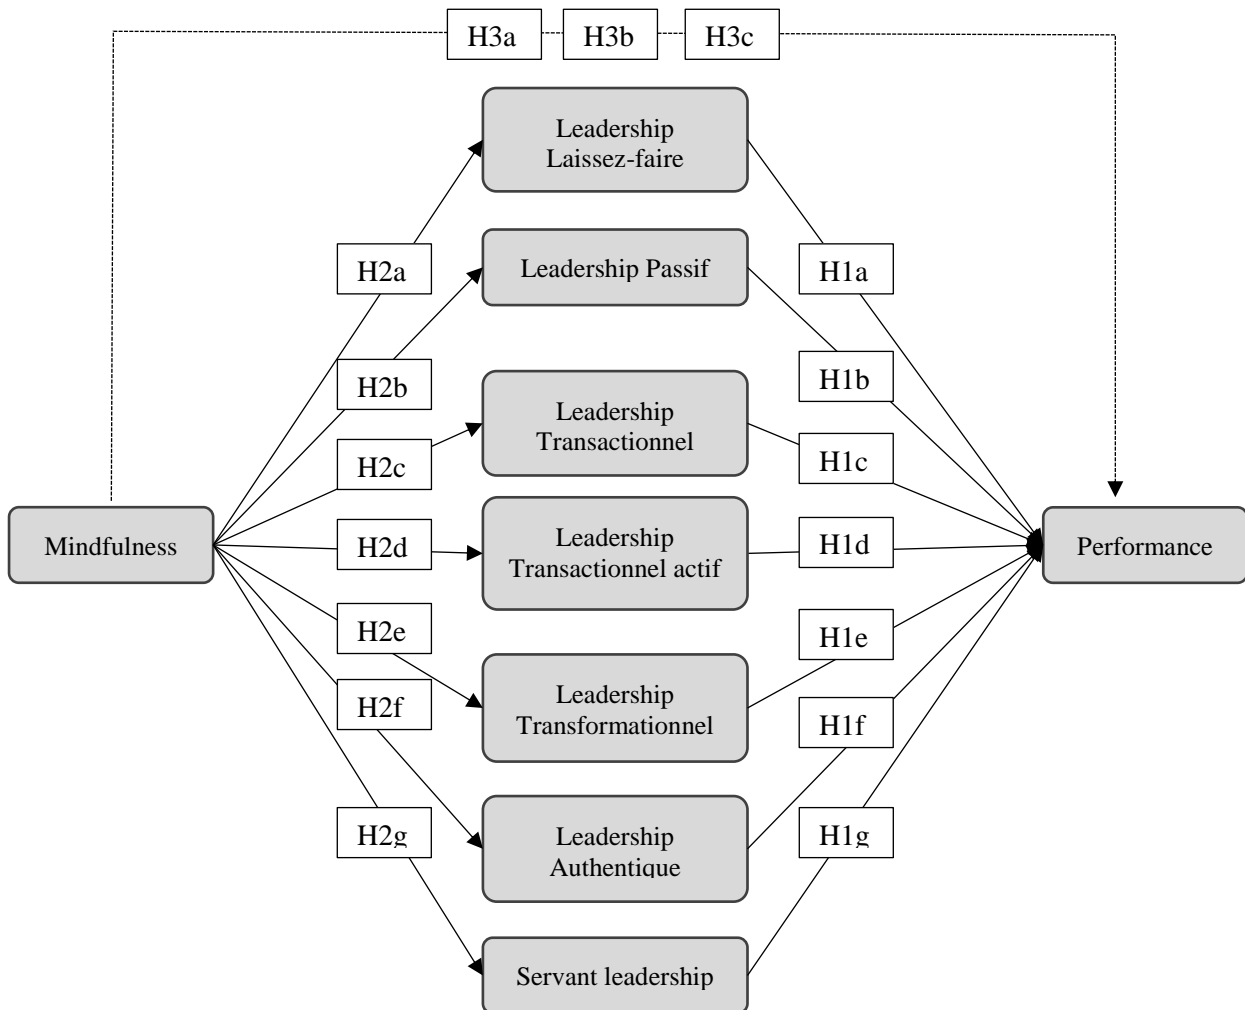 H3a H3b H3c
Leadership
Laissez-faire
H2a
H1a
Leadership Passif
H2b
H1b
Leadership
Transactionnel
H2c
H1c
Mindfulness
H2d
Leadership
Transactionnel actif
H1d
Performance
H2e
H1e
Leadership
Transformationnel
H2f
H1f
H2g
H1g
Leadership
Authentique
Servant leadership